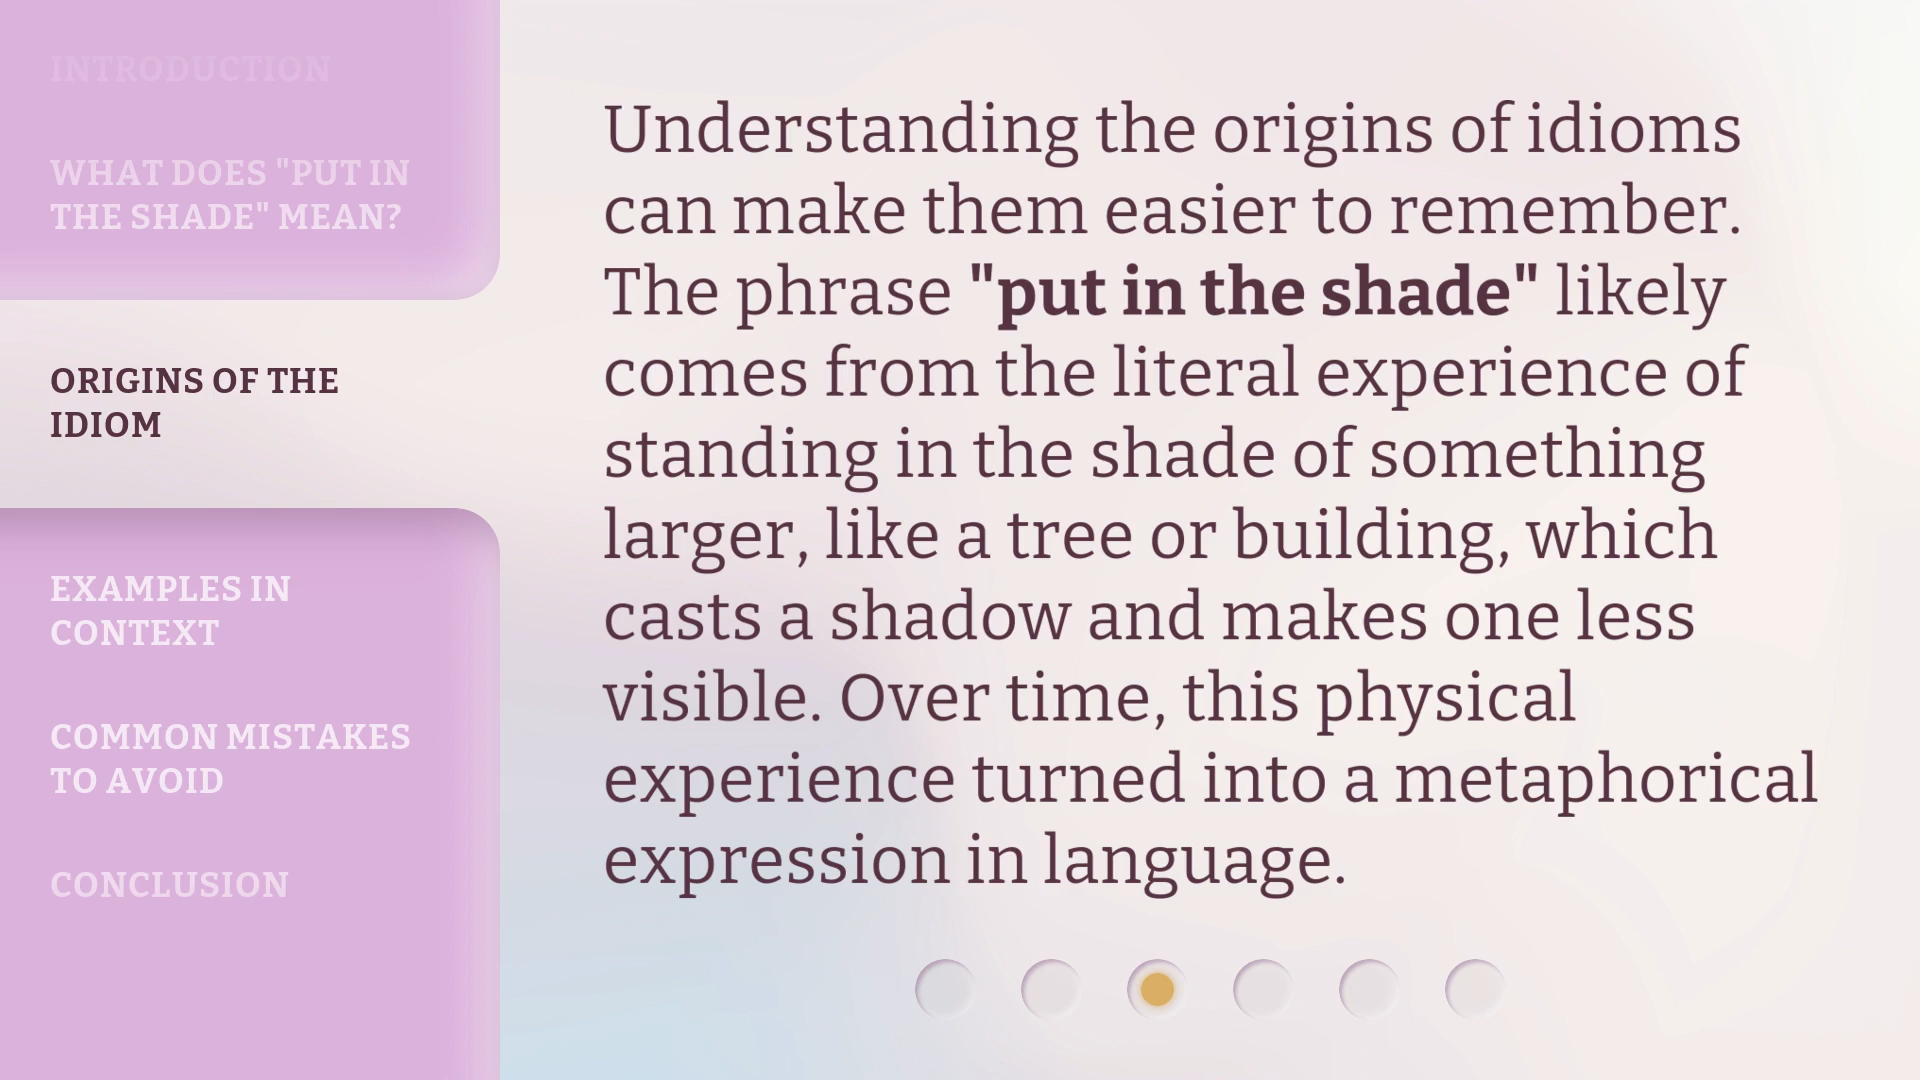 INTRODUCTION
WHAT DOES "PUT IN
THE SHADE" MEAN?
ORIGINS OF THE
IDIOM
EXAMPLES IN
CONTEXT
COMMON MISTAKES
TO AVOID
CONCLUSION
Understanding the origins of idioms
can make them easier to remember.
The phrase "put in the shade" likely
comes from the literal experience of
standing in the shade of something
larger, like a tree or building, which
casts a shadow and makes one less
visible. Over time, this physical
experience turned into a metaphorical
expression in language.